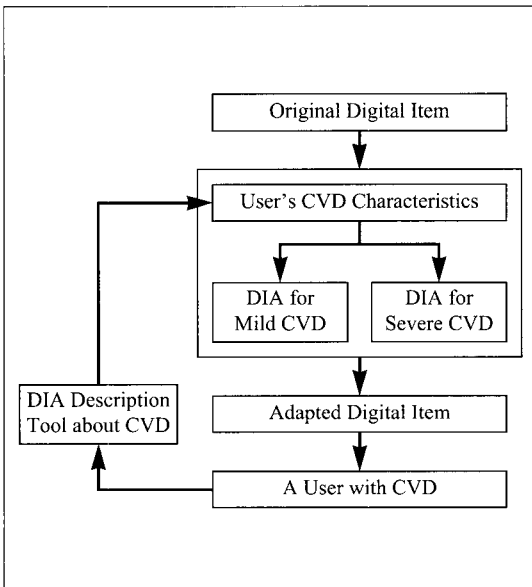 Original Digital Item
User's CVD Characteristics
DIA for
Mild CVD
DIA for
Severe CVD
DIA Description
Tool about CVD
Adapted Digital Item
A User with CVD